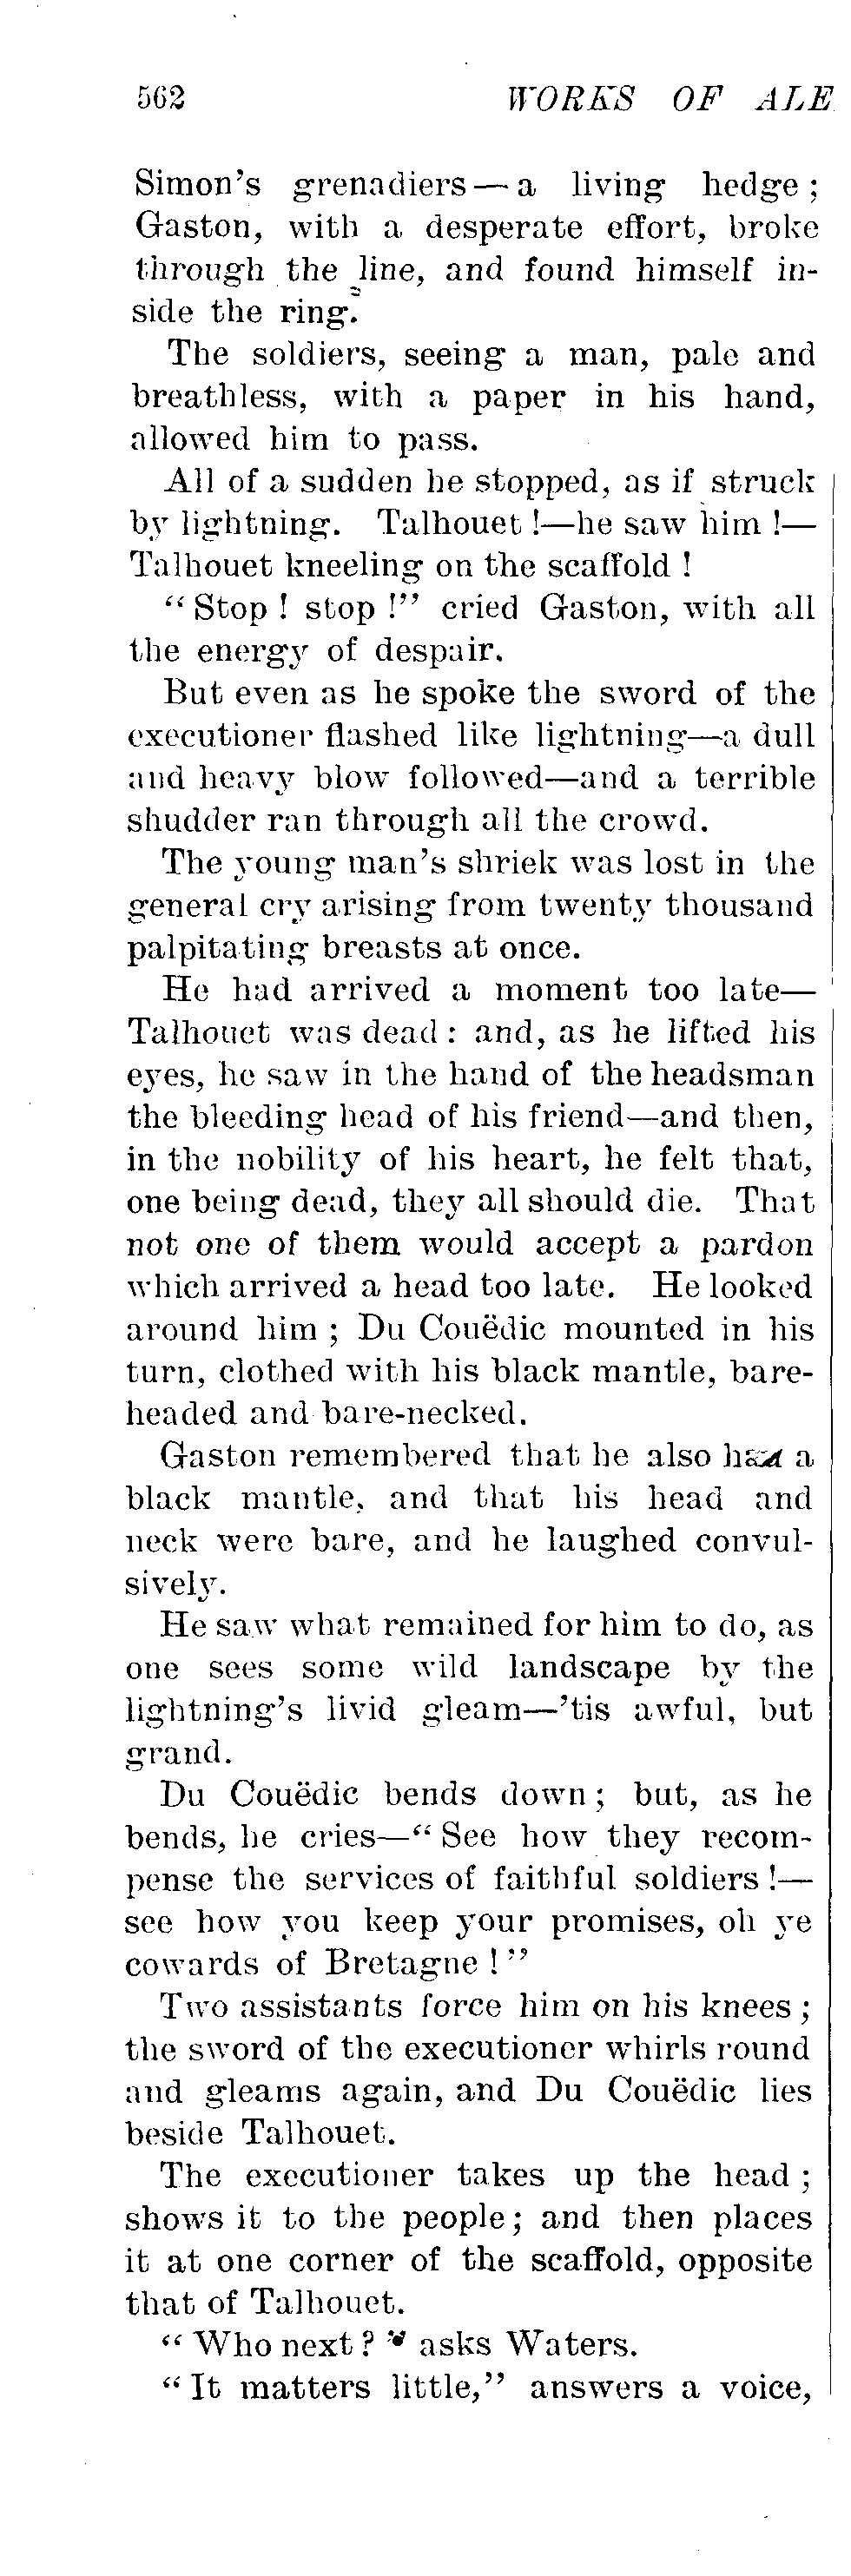 562 WORKS OF ALE
Simon's grenadiers — a living hedge ;
Gaston, with a desperate effort, broke
through the line, and found himself in-
side the ring.
The soldiers, seeing a man, pale and
breathless, with a paper in his hand,
allowed him to pass.
All of a sudden he stopped, as if struck
by lightning. Talhouet !—he saw him !—
Talhouet kneeling on the scaffold !
“ Stop ! stop !” cried Gaston, with all
the energy of despair.
But even as he spoke the sword of the
executioner flashed like lightning—a dull
and heavy blow followed—and a terrible
shudder ran through all the crowd.
The young man's shriek was lost in the
general cry arising from twenty thousand
palpitating breasts at once.
He had arrived a moment too late—
Talhouet was dead : and, as he lifted his
eyes, he saw in the hand of the headsman
the bleeding head of his friend—and then,
in the nobility of his heart, he felt that,
one being dead, they all should die. That
not one of them would accept a pardon
which arrived a head too late. He looked
around him ; Du Couëdic mounted in his
turn, clothed with his black mantle, bare-
headed and bare-necked.
Gaston remembered that he also had a
black mantle, and that his head and
neck were bare, and he laughed convul-
sively.
He saw what remained for him to do, as
one sees some wild landscape by the
lightning's livid gleam—'tis awful, but
grand.
Du Couëdic bends down ; but, as he
bends, he cries—“ See how they recom-
pense the services of faithful soldiers !—
see how you keep your promises, oh ye
cowards of Bretagne ! ”
Two assistants force him on his knees ;
the sword of the executioner whirls round
and gleams again, and Du Couëdic lies
beside Talhouet.
The executioner takes up the head ;
shows it to the people ; and then places
it at one corner of the scaffold, opposite
that of Talhouet.
“ Who next ? ” asks Waters.
“ It matters little,” answers a voice,